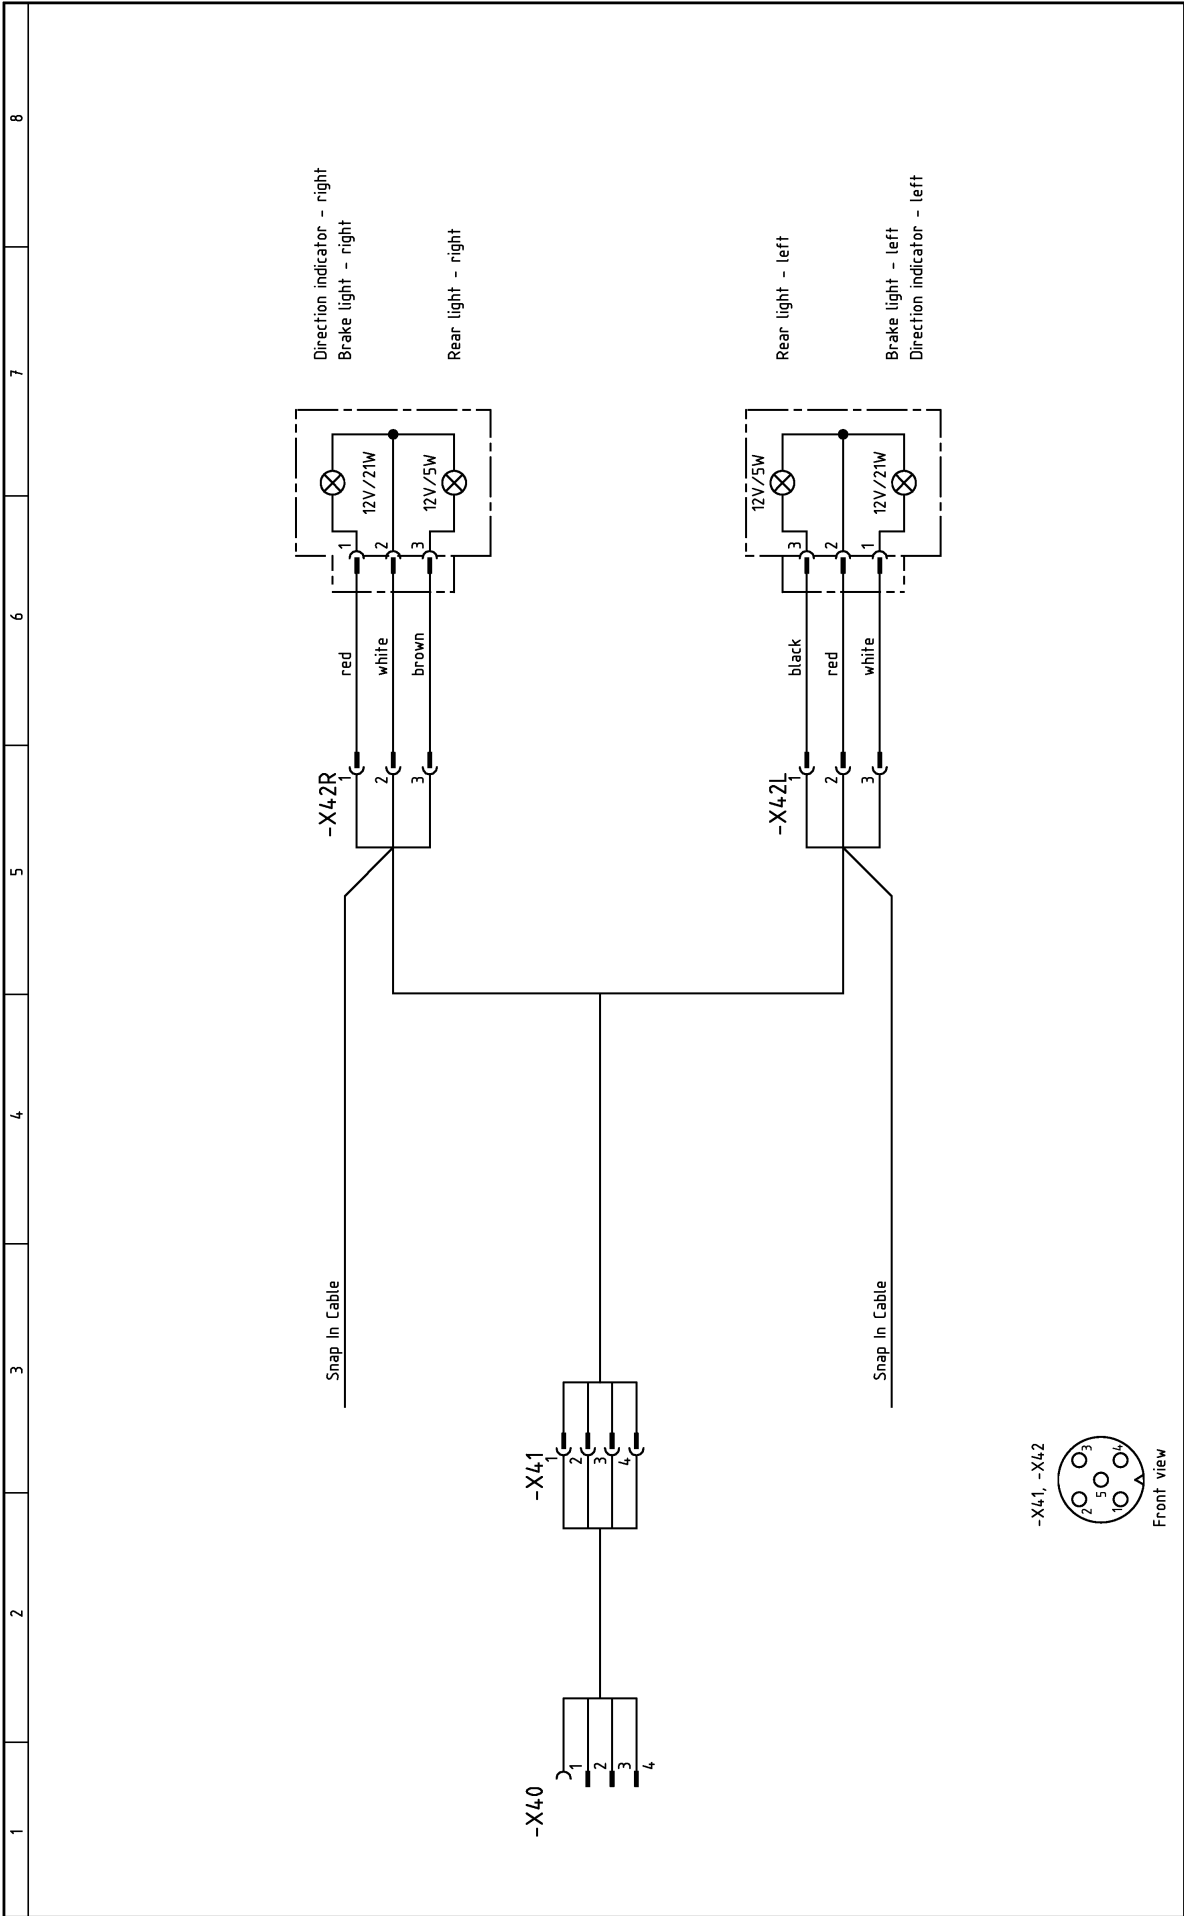 1
2
3
4
5
6
7
8
Direction indicator - right
Brake light - right
Rear light - right
12V/21W
12V/5W
1
2
3
red
white
brown
-X42R
1
2
3
Snap In Cable
-X40
1
2
3
4
-X41
1
2
3
4
Rear light - left
Brake light - left
Direction indicator - left
12V/5W
12V/21W
3
2
1
black
red
white
-X42L
1
2
3
Snap In Cable
-X41, -X42
2
3
5
1
4
Front view